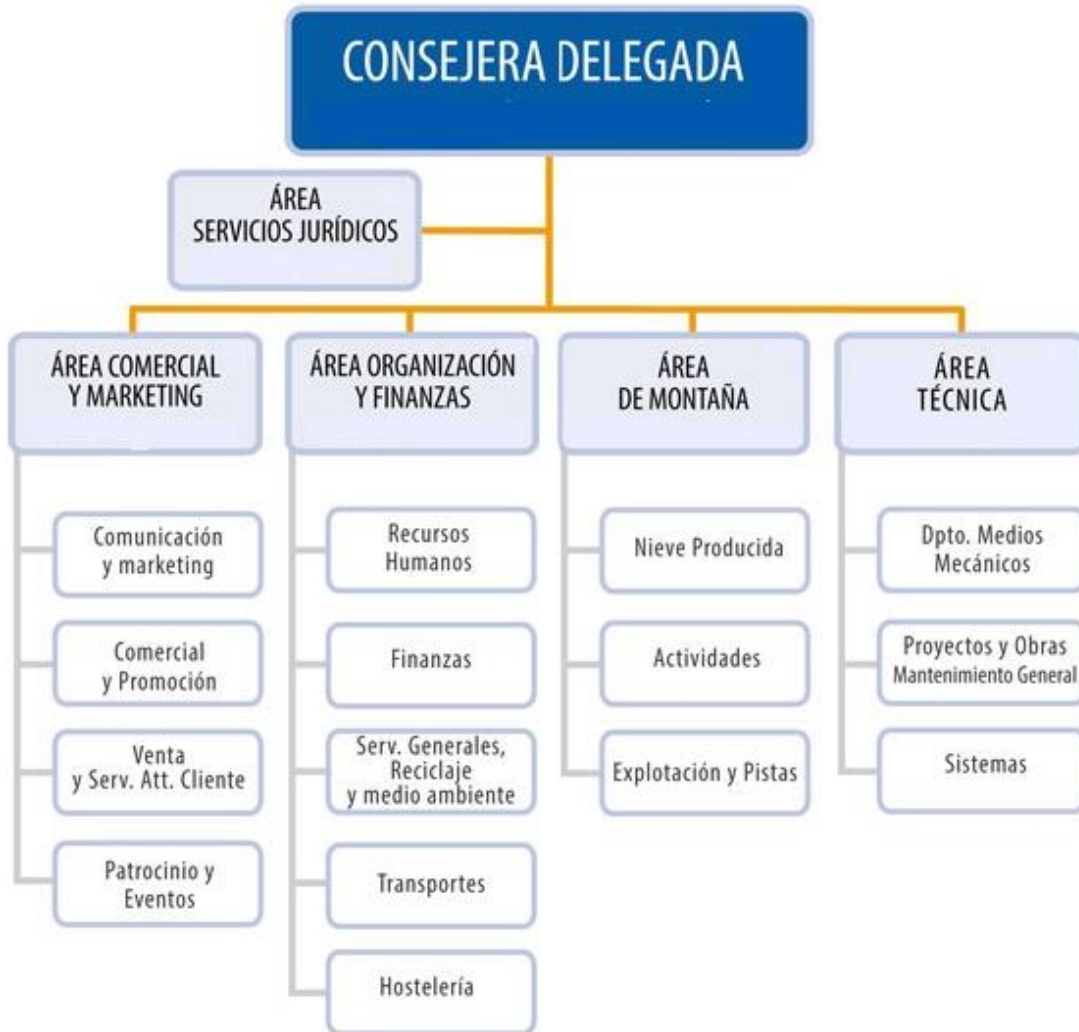 CONSEJERA DELEGADA
ÁREA
SERVICIOS JURÍDICOS
ÁREA COMERCIAL
Y MARKETING
ÁREA ORGANIZACIÓN
Y FINANZAS
ÁREA
DE MONTAÑA
ÁREA
TÉCNICA
Comunicación
y marketing
Comercial
y Promoción
Venta
y Serv. Att. Cliente
Patrocinio y
Eventos
Recursos
Humanos
Finanzas
Serv. Generales,
Reciclaje
y medio ambiente
Transportes
Hostelería
Nieve Producida
Actividades
Explotación y Pistas
Dpto. Medios
Mecánicos
Proyectos y Obras
Mantenimiento General
Sistemas